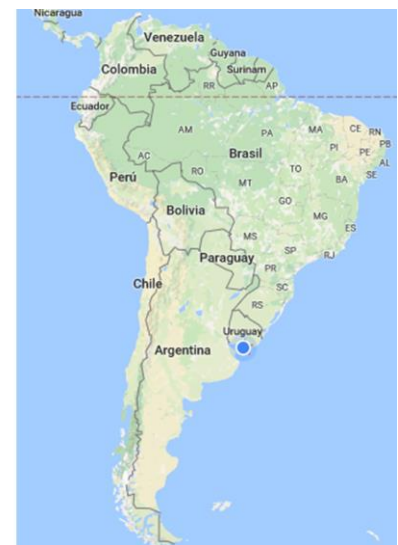 Nicaragua
Venezuela
Guyana
Colombia
Surinam
RR
AP
Ecuador
AM
PA
MA
CE
RN
PB
PI
PE
AL
AC
Brasil
TO
SE
Perú
RO
BA
MT
GO
Bolivia
MG
ES
MS
SP
RJ
Paraguay
PR
Chile
SC
RS
Uruguay
Argentina